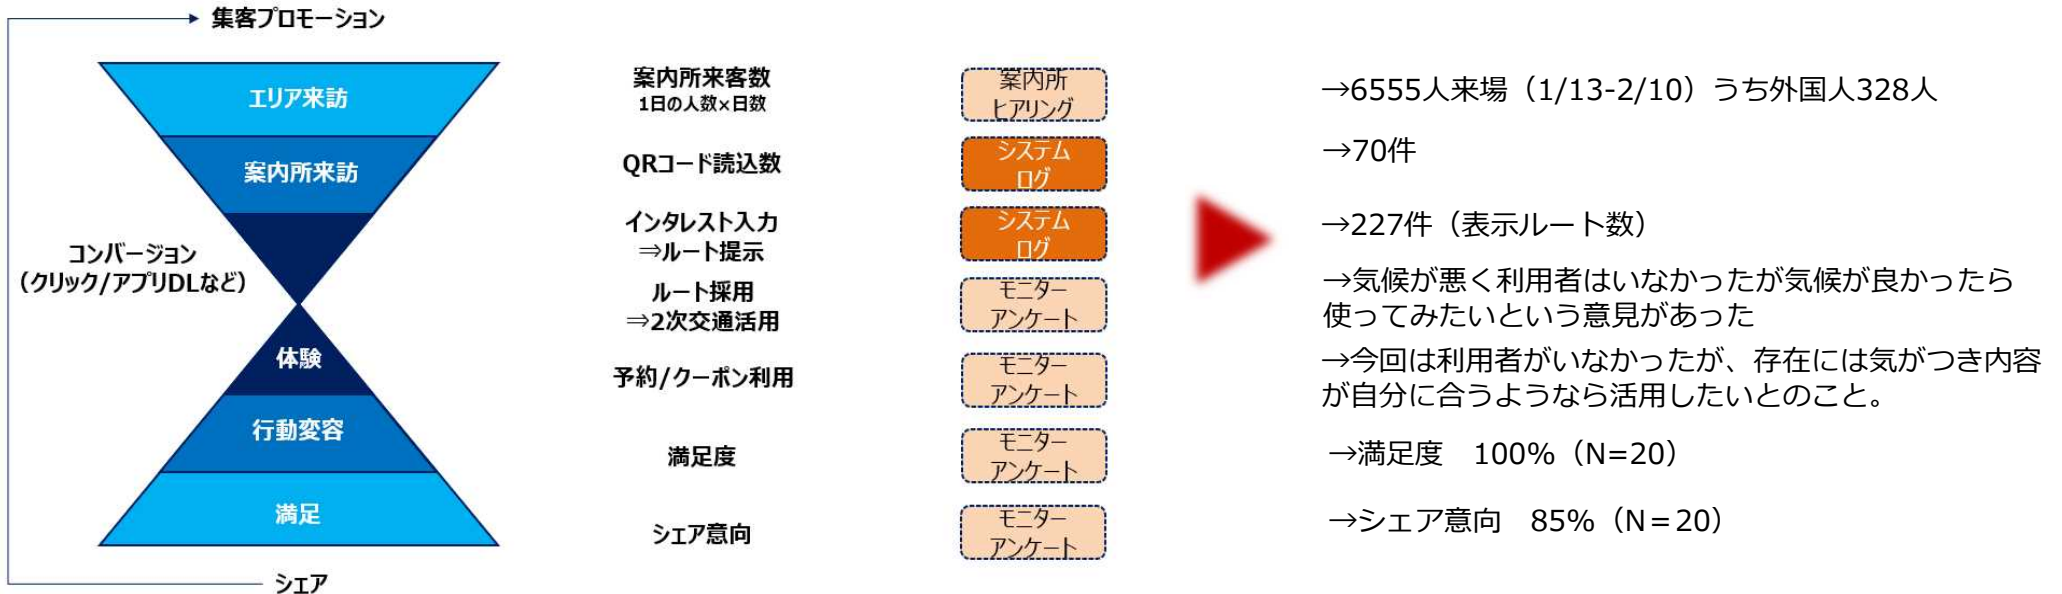 集客プロモーション
エリア来訪
案内所来訪
コンバージョン
（クリック/アプリDLなど）
体験
行動変容
満足
シェア
案内所来客数
1日の人数×日数
QRコード読込数
インタレスト入力
⇒ルート提示
ルート採用
⇒2次交通活用
予約/クーポン利用
満足度
シェア意向
案内所
ヒアリング
システム
ログ
システム
ログ
モニター
アンケート
モニター
アンケート
モニター
アンケート
モニター
アンケート
→6555人来場（1/13-2/10）うち外国人328人
→70件
→227件（表示ルート数）
→気候が悪く利用者はいなかったが気候が良かったら
使ってみたいという意見があった
→今回は利用者がいなかったが、存在には気がつき内容
が自分に合うようなら活用したいとのこと。
→満足度　100%（N=20）
→シェア意向　85%（N＝20）